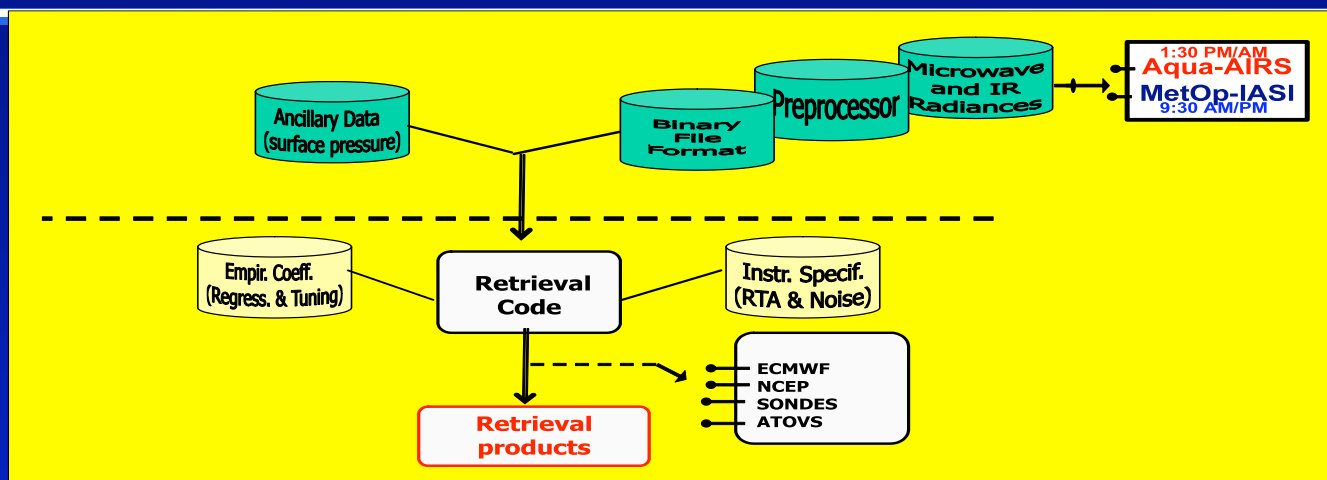 Ancillary Data
(surface pressure)
Binary
File
Format
Preprocessor
Microwave
and IR
Radiances
1:30 PM/AM
Aqua-AIRS
MetOp-IASI
9:30 AM/PM
Empir. Coeff.
(Regress. & Tuning)
Retrieval
Code
Instr. Specif.
(RTA & Noise)
ECMWF
NCEP
SONDES
ATOVS
Retrieval
products